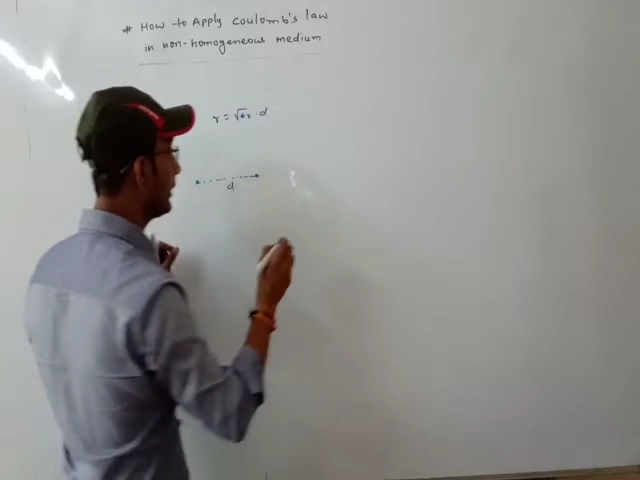 * How to Apply Coulomb's law
in non-homogeneous medium
r = √εr · d
d